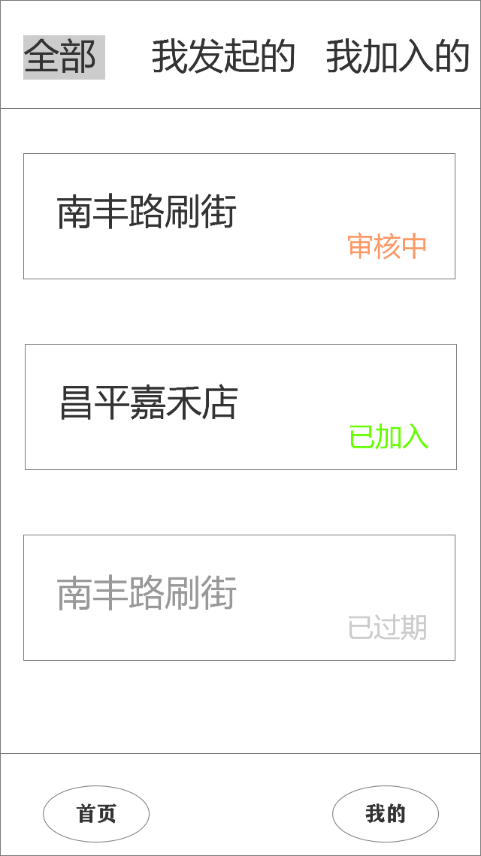 全部 我发起的 我加入的
南丰路刷街
审核中
昌平嘉禾店
已加入
南丰路刷街
已过期
首页 我的